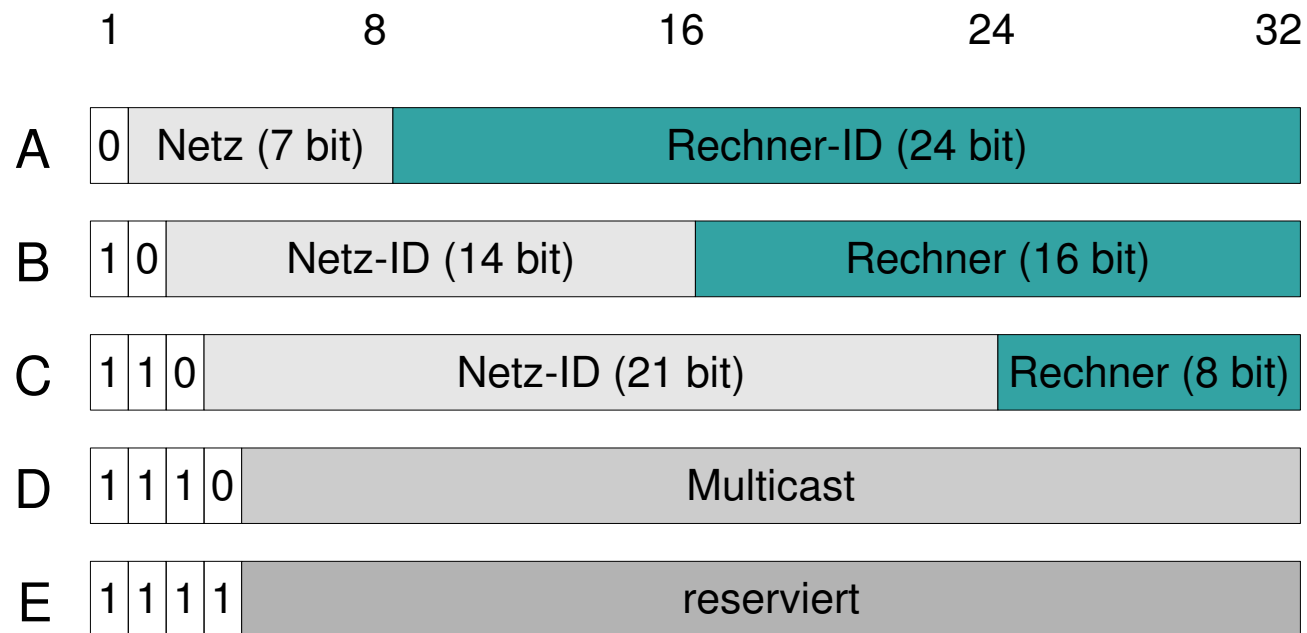 1 8 16 24 32
A 0 Netz (7 bit) Rechner-ID (24 bit)
B 1 0 Netz-ID (14 bit) Rechner (16 bit)
C 1 1 0 Netz-ID (21 bit) Rechner (8 bit)
D 1 1 1 0 Multicast
E 1 1 1 1 reserviert